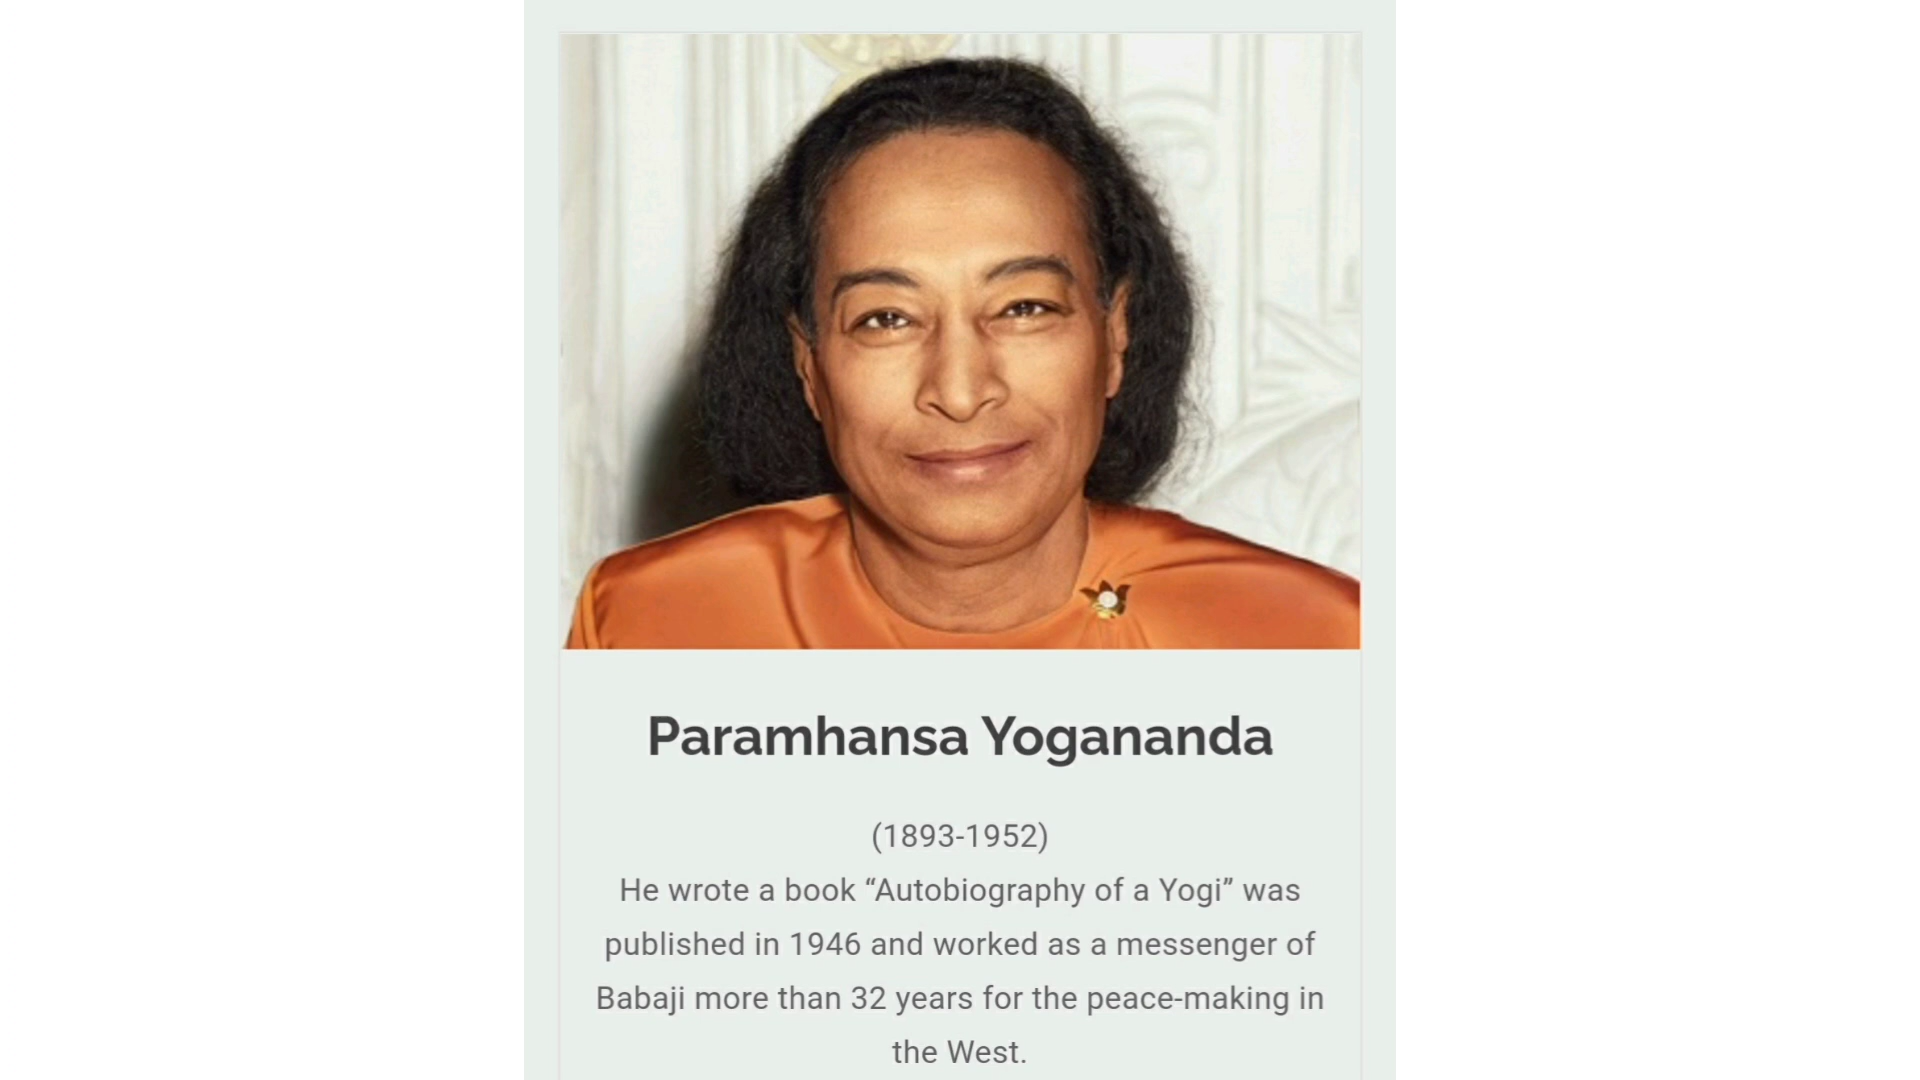 Paramhansa Yogananda
(1893-1952)
He wrote a book “Autobiography of a Yogi” was
published in 1946 and worked as a messenger of
Babaji more than 32 years for the peace-making in
the West.